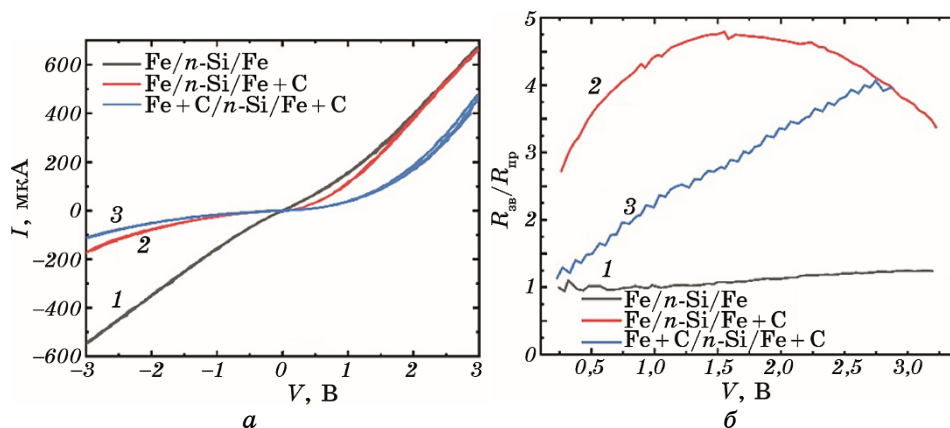 600
400
200
0
−200
−400
−600
I, мкА
Fe/n-Si/Fe
Fe/n-Si/Fe + C
Fe + C/n-Si/Fe + C
3
2
1
−3 −2 −1 0 1 2 3
V, В
а
5
4
3
2
1
0
Rзв/Rпр
2
3
1
Fe/n-Si/Fe
Fe/n-Si/Fe + C
Fe + C/n-Si/Fe + C
0,5 1,0 1,5 2,0 2,5 3,0
V, В
б